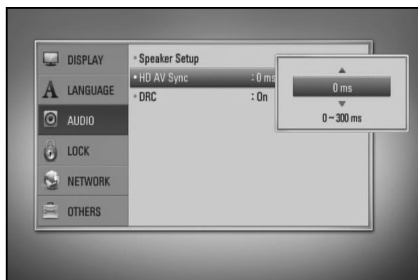 DISPLAY
LANGUAGE
AUDIO
LOCK
NETWORK
OTHERS
• Speaker Setup
• HD AV Sync : 0 ms
• DRC : On
0 ms
0 ~ 300 ms